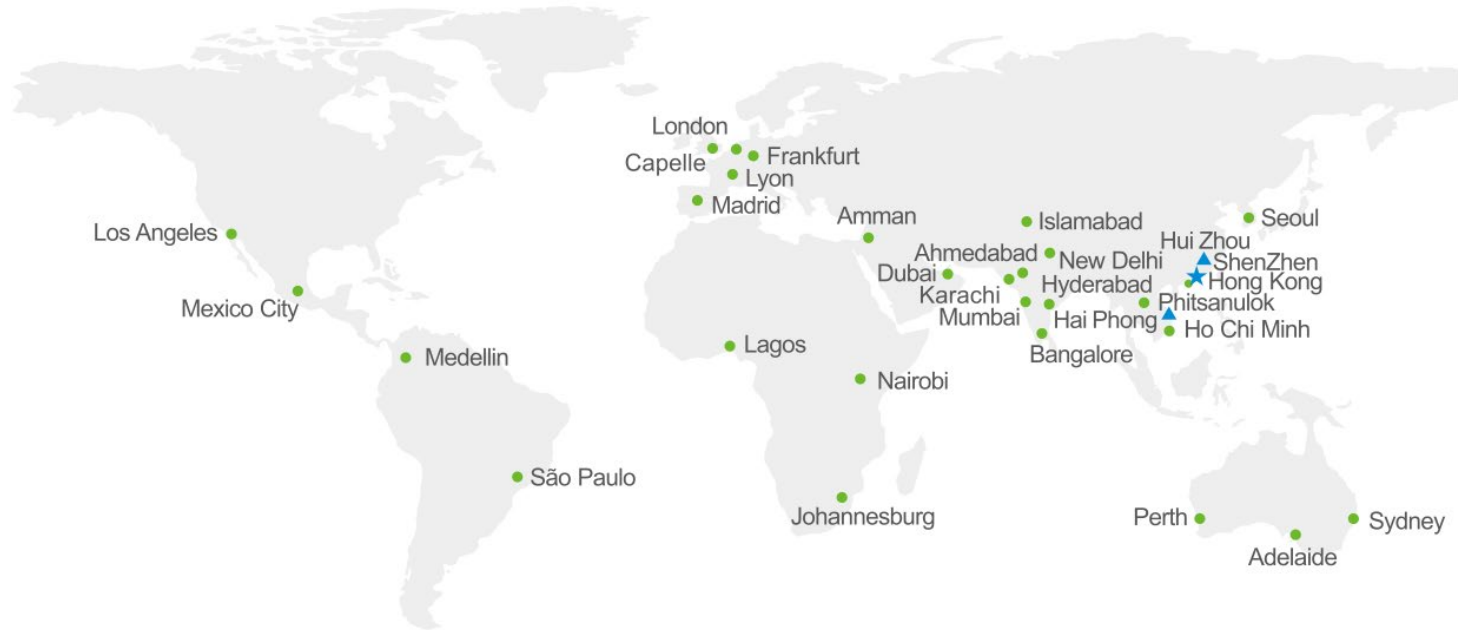 London
Capelle
Frankfurt
Lyon
Madrid
Amman
Islamabad
Seoul
Los Angeles
Hui Zhou
Ahmedabad
New Delhi
ShenZhen
Dubai
Hyderabad
Hong Kong
Karachi
Phitsanulok
Mexico City
Mumbai
Hai Phong
Ho Chi Minh
Medellin
Lagos
Bangalore
Nairobi
São Paulo
Johannesburg
Perth
Sydney
Adelaide